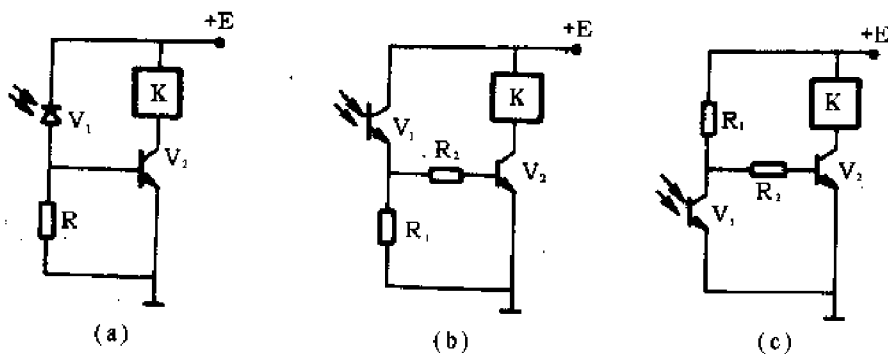 +E
K
V₁
V₂
R
(a)
+E
K
V₁
R₂
V₂
R₁
(b)
+E
R₁
K
V₂
R₂
V₁
(c)